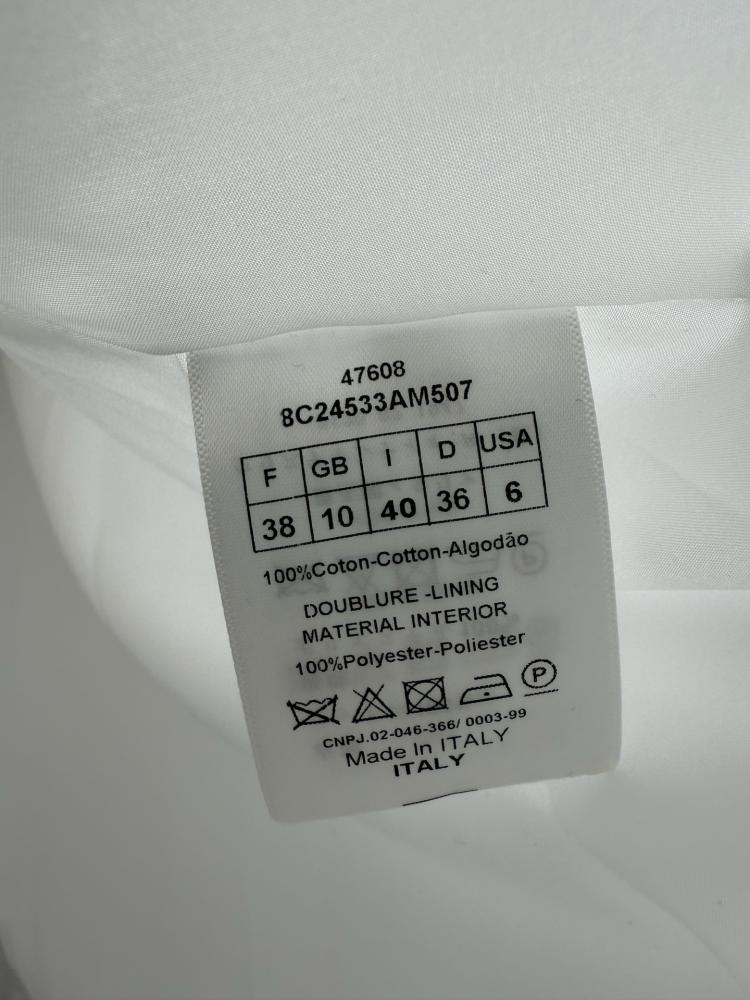 47608
8C24533AM507
F GB I D USA
38 10 40 36 6
100%Coton-Cotton-Algodão
DOUBLURE -LINING
MATERIAL INTERIOR
100%Polyester-Poliester
P
CNPJ.02-046-366/ 0003-99
Made In ITALY
ITALY